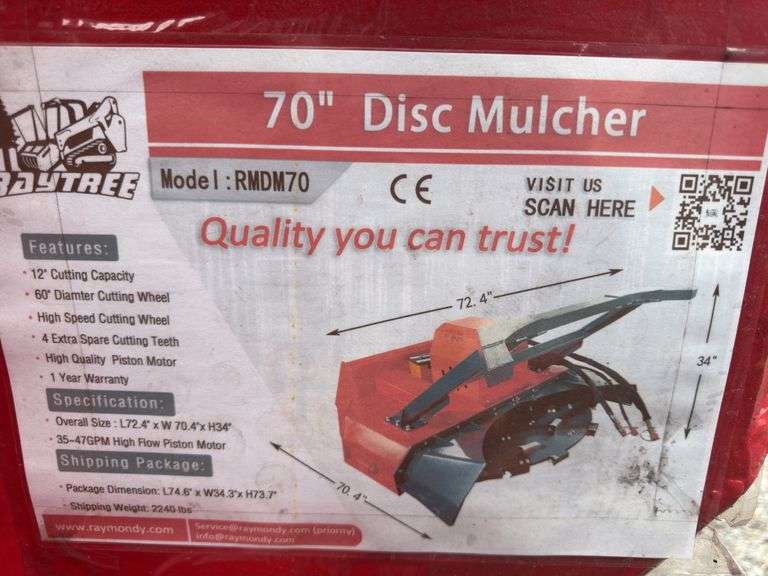 70" Disc Mulcher
RAYTREE
Model:RMDM70
CE
VISIT US
SCAN HERE
Quality you can trust!
Features:
· 12" Cutting Capacity
· 60" Diamter Cutting Wheel
· High Speed Cutting Wheel
· 4 Extra Spare Cutting Teeth
· High Quality Piston Motor
· 1 Year Warranty
Specification:
· Overall Size : L72.4" x W 70.4"x H34"
· 35-47GPM High Flow Piston Motor
Shipping Package:
· Package Dimension: L74.6" x W34.3"x H73.7"
· Shipping Weight: 2240 lbs
72.4"
34"
70.4"
www.raymondy.com
Service@raymondy.com (priority)
info@raymondy.com